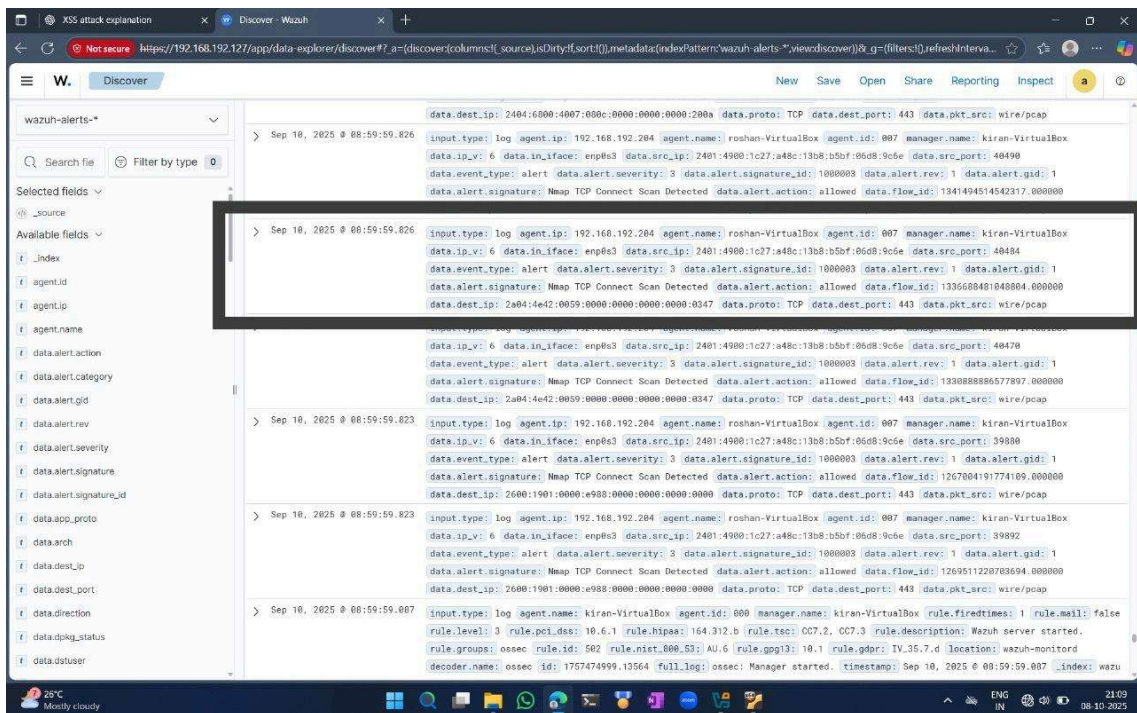 XSS attack explanation
Discover - Wazuh
Not secure https://192.168.192.127/app/data-explorer/discover#?_a=(discover:(columns:!(_source),isDirty:!f,sort:!()),metadata:(indexPattern:'wazuh-alerts-*',view:discover))&_g=(filters:!(),refreshInterva...
W. Discover New Save Open Share Reporting Inspect a
wazuh-alerts-*
Search fie Filter by type 0
Selected fields
_source
Available fields
_index
agent.id
agent.ip
agent.name
data.alert.action
data.alert.category
data.alert.gid
data.alert.rev
data.alert.severity
data.alert.signature
data.alert.signature_id
data.app_proto
data.arch
data.dest_ip
data.dest_port
data.direction
data.dpkg_status
data.dstuser
data.dest_ip: 2404:6800:4007:080c:0000:0000:0000:200a data.proto: TCP data.dest_port: 443 data.pkt_src: wire/pcap
Sep 10, 2025 @ 08:59:59.826
input.type: log agent.ip: 192.168.192.204 agent.name: roshan-VirtualBox agent.id: 007 manager.name: kiran-VirtualBox
data.ip_v: 6 data.in_iface: enp0s3 data.src_ip: 2401:4900:1c27:a48c:13b8:b5bf:06d8:9c6e data.src_port: 40490
data.event_type: alert data.alert.severity: 3 data.alert.signature_id: 1000003 data.alert.rev: 1 data.alert.gid: 1
data.alert.signature: Nmap TCP Connect Scan Detected data.alert.action: allowed data.flow_id: 1341494514542317.000000
Sep 10, 2025 @ 08:59:59.826
input.type: log agent.ip: 192.168.192.204 agent.name: roshan-VirtualBox agent.id: 007 manager.name: kiran-VirtualBox
data.ip_v: 6 data.in_iface: enp0s3 data.src_ip: 2401:4900:1c27:a48c:13b8:b5bf:06d8:9c6e data.src_port: 40484
data.event_type: alert data.alert.severity: 3 data.alert.signature_id: 1000003 data.alert.rev: 1 data.alert.gid: 1
data.alert.signature: Nmap TCP Connect Scan Detected data.alert.action: allowed data.flow_id: 1336688481048804.000000
data.dest_ip: 2a04:4e42:0059:0000:0000:0000:0000:0347 data.proto: TCP data.dest_port: 443 data.pkt_src: wire/pcap
data.ip_v: 6 data.in_iface: enp0s3 data.src_ip: 2401:4900:1c27:a48c:13b8:b5bf:06d8:9c6e data.src_port: 40470
data.event_type: alert data.alert.severity: 3 data.alert.signature_id: 1000003 data.alert.rev: 1 data.alert.gid: 1
data.alert.signature: Nmap TCP Connect Scan Detected data.alert.action: allowed data.flow_id: 1330888886577897.000000
data.dest_ip: 2a04:4e42:0059:0000:0000:0000:0000:0347 data.proto: TCP data.dest_port: 443 data.pkt_src: wire/pcap
Sep 10, 2025 @ 08:59:59.823
input.type: log agent.ip: 192.168.192.204 agent.name: roshan-VirtualBox agent.id: 007 manager.name: kiran-VirtualBox
data.ip_v: 6 data.in_iface: enp0s3 data.src_ip: 2401:4900:1c27:a48c:13b8:b5bf:06d8:9c6e data.src_port: 39880
data.event_type: alert data.alert.severity: 3 data.alert.signature_id: 1000003 data.alert.rev: 1 data.alert.gid: 1
data.alert.signature: Nmap TCP Connect Scan Detected data.alert.action: allowed data.flow_id: 1267004191774109.000000
data.dest_ip: 2600:1901:0000:e988:0000:0000:0000:0000 data.proto: TCP data.dest_port: 443 data.pkt_src: wire/pcap
Sep 10, 2025 @ 08:59:59.823
input.type: log agent.ip: 192.168.192.204 agent.name: roshan-VirtualBox agent.id: 007 manager.name: kiran-VirtualBox
data.ip_v: 6 data.in_iface: enp0s3 data.src_ip: 2401:4900:1c27:a48c:13b8:b5bf:06d8:9c6e data.src_port: 39892
data.event_type: alert data.alert.severity: 3 data.alert.signature_id: 1000003 data.alert.rev: 1 data.alert.gid: 1
data.alert.signature: Nmap TCP Connect Scan Detected data.alert.action: allowed data.flow_id: 1269511220703694.000000
data.dest_ip: 2600:1901:0000:e988:0000:0000:0000:0000 data.proto: TCP data.dest_port: 443 data.pkt_src: wire/pcap
Sep 10, 2025 @ 08:59:59.087
input.type: log agent.name: kiran-VirtualBox agent.id: 000 manager.name: kiran-VirtualBox rule.firedtimes: 1 rule.mail: false
rule.level: 3 rule.pci_dss: 10.6.1 rule.hipaa: 164.312.b rule.tsc: CC7.2, CC7.3 rule.description: Wazuh server started.
rule.groups: ossec rule.id: 502 rule.nist_800_53: AU.6 rule.gpg13: 10.1 rule.gdpr: IV_35.7.d location: wazuh-monitord
decoder.name: ossec id: 1757474999.13564 full_log: ossec: Manager started. timestamp: Sep 10, 2025 @ 08:59:59.087 _index: wazu
26°C
Mostly cloudy
ENG
IN
21:09
08-10-2025